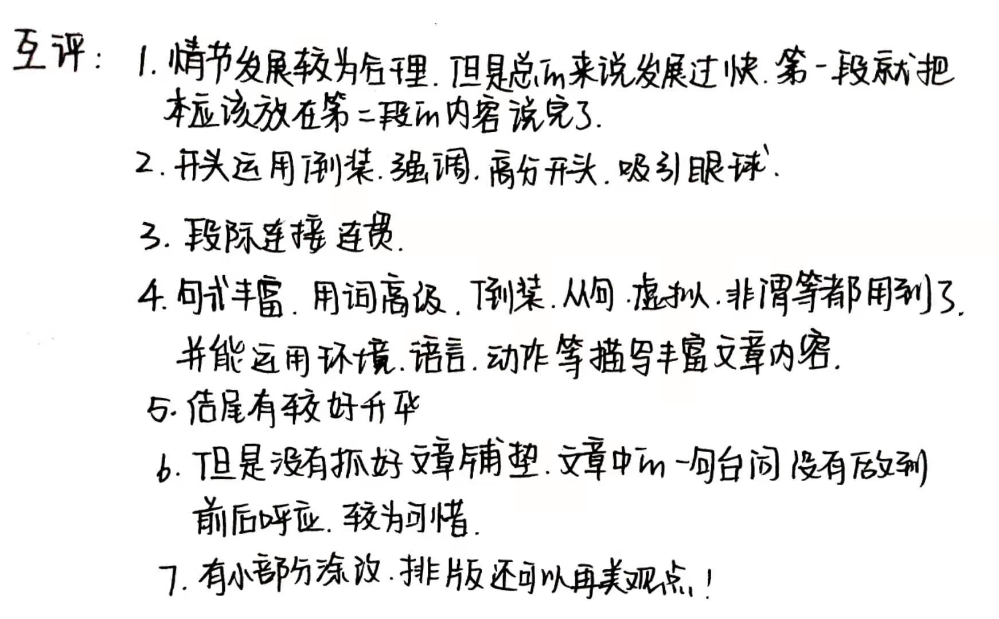 互评： 1. 情节发展较为合理. 但是总的来说发展过快. 第一段就把
本应该放在第二段的内容说完了.
2. 开头运用倒装. 强调. 高分开头. 吸引眼球.
3. 段际连接连贯.
4. 句式丰富. 用词高级. 倒装. 从句. 虚拟. 非谓等都用到了.
并能运用环境. 语言. 动作等描写丰富文章内容.
5. 结尾有较好升华
6. 但是没有抓好文章铺垫. 文章中的一句台词没有做到
前后呼应. 较为可惜.
7. 有小部分涂改. 排版还可以再美观点！